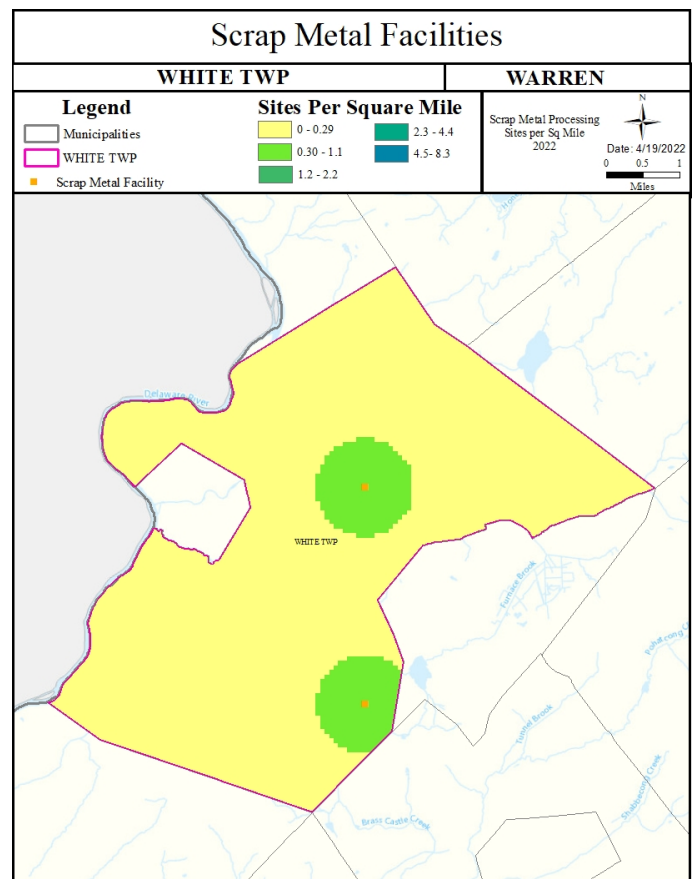 Scrap Metal Facilities
WHITE TWP
WARREN
Legend
Municipalities
WHITE TWP
Scrap Metal Facility
Sites Per Square Mile
0 - 0.29
0.30 - 1.1
1.2 - 2.2
2.3 - 4.4
4.5- 8.3
Scrap Metal Processing
Sites per Sq Mile
2022
N
Date: 4/19/2022
0 0.5 1
Miles
Delaware River
WHITE TWP
Furnace Brook
Pohatcong C
Tunnel Brook
Shabbecong Creek
Brass Castle Creek